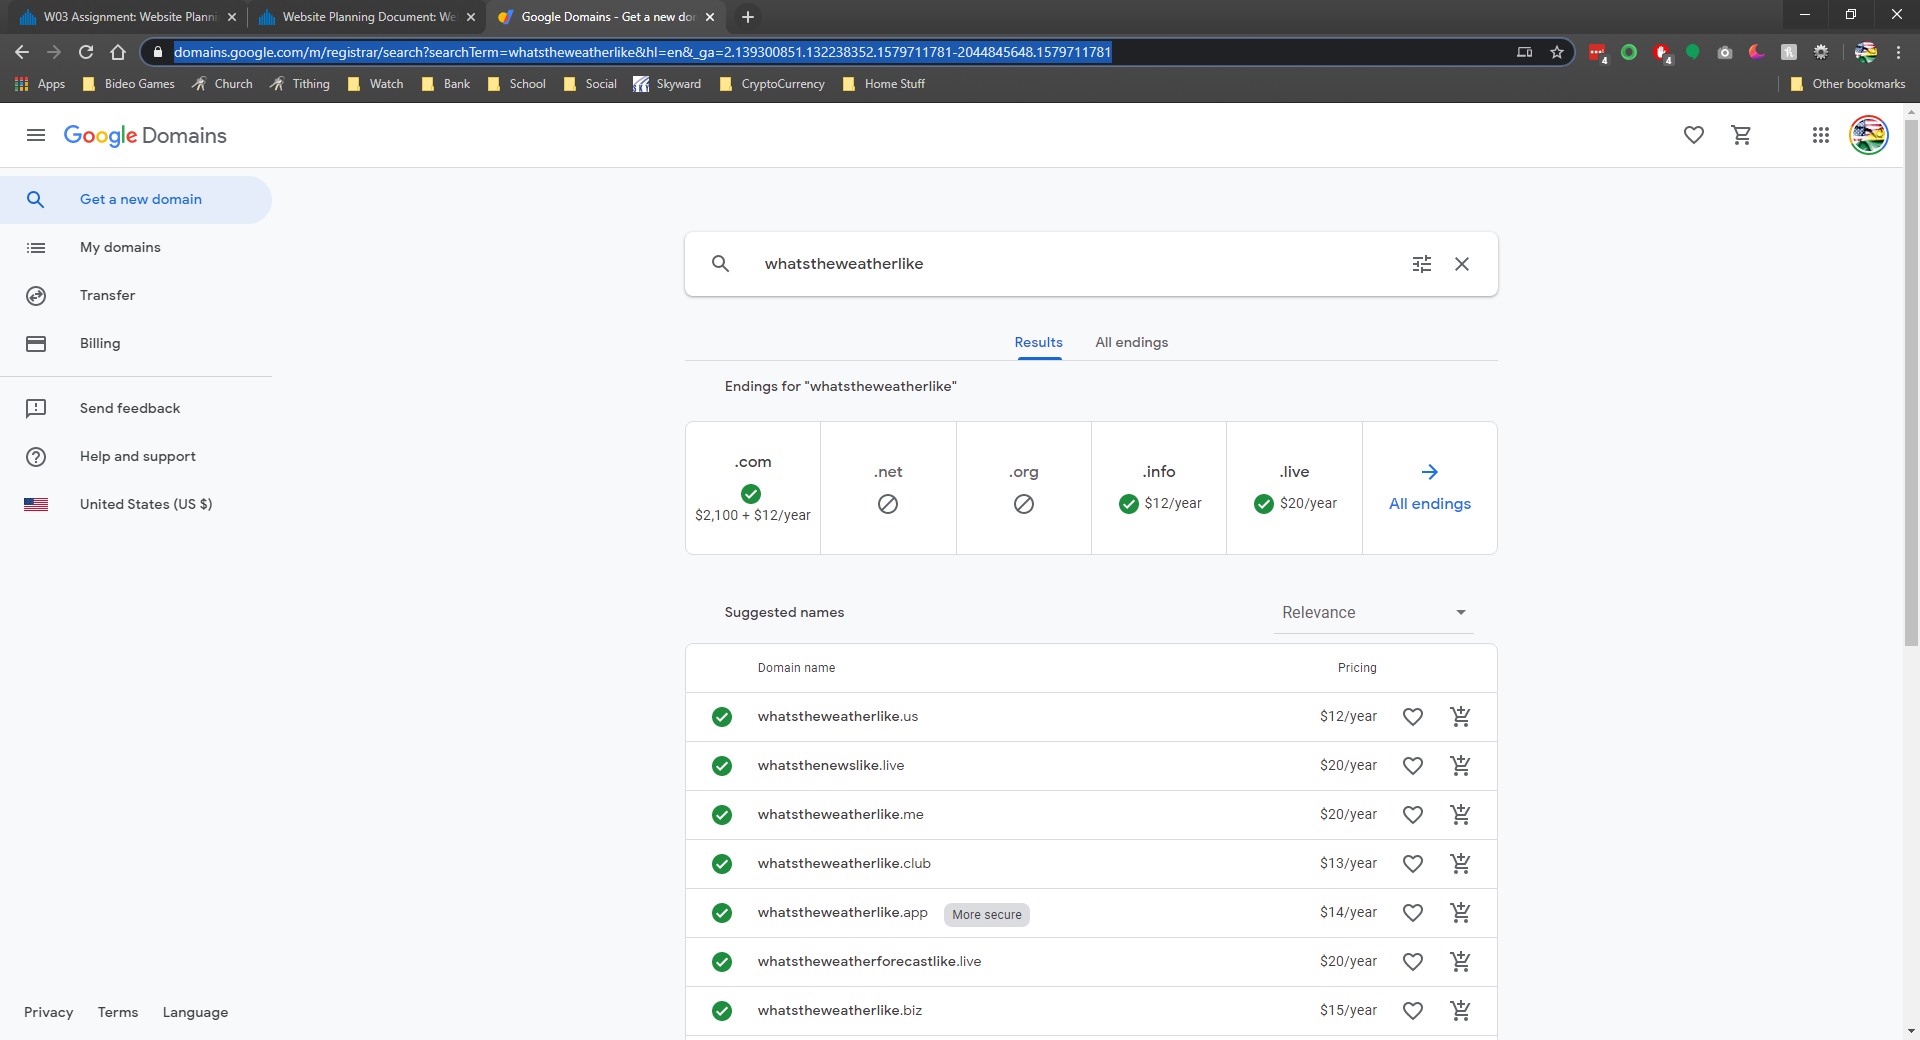 W03 Assignment: Website Planni
Website Planning Document: We
Google Domains - Get a new dor
domains.google.com/m/registrar/search?searchTerm=whatstheweatherlike&hl=en&_ga=2.139300851.132238352.1579711781-2044845648.1579711781
4
4
Apps
Bideo Games
Church
Tithing
Watch
Bank
School
Social
Skyward
CryptoCurrency
Home Stuff
Other bookmarks
Google Domains
Get a new domain
My domains
Transfer
Billing
Send feedback
Help and support
United States (US $)
Privacy Terms Language
whatstheweatherlike
Results All endings
Endings for "whatstheweatherlike"
.com
$2,100 + $12/year
.net
.org
.info
$12/year
.live
$20/year
All endings
Suggested names
Relevance
Domain name Pricing
whatstheweatherlike.us $12/year
whatsthenewslike.live $20/year
whatstheweatherlike.me $20/year
whatstheweatherlike.club $13/year
whatstheweatherlike.app More secure $14/year
whatstheweatherforecastlike.live $20/year
whatstheweatherlike.biz $15/year